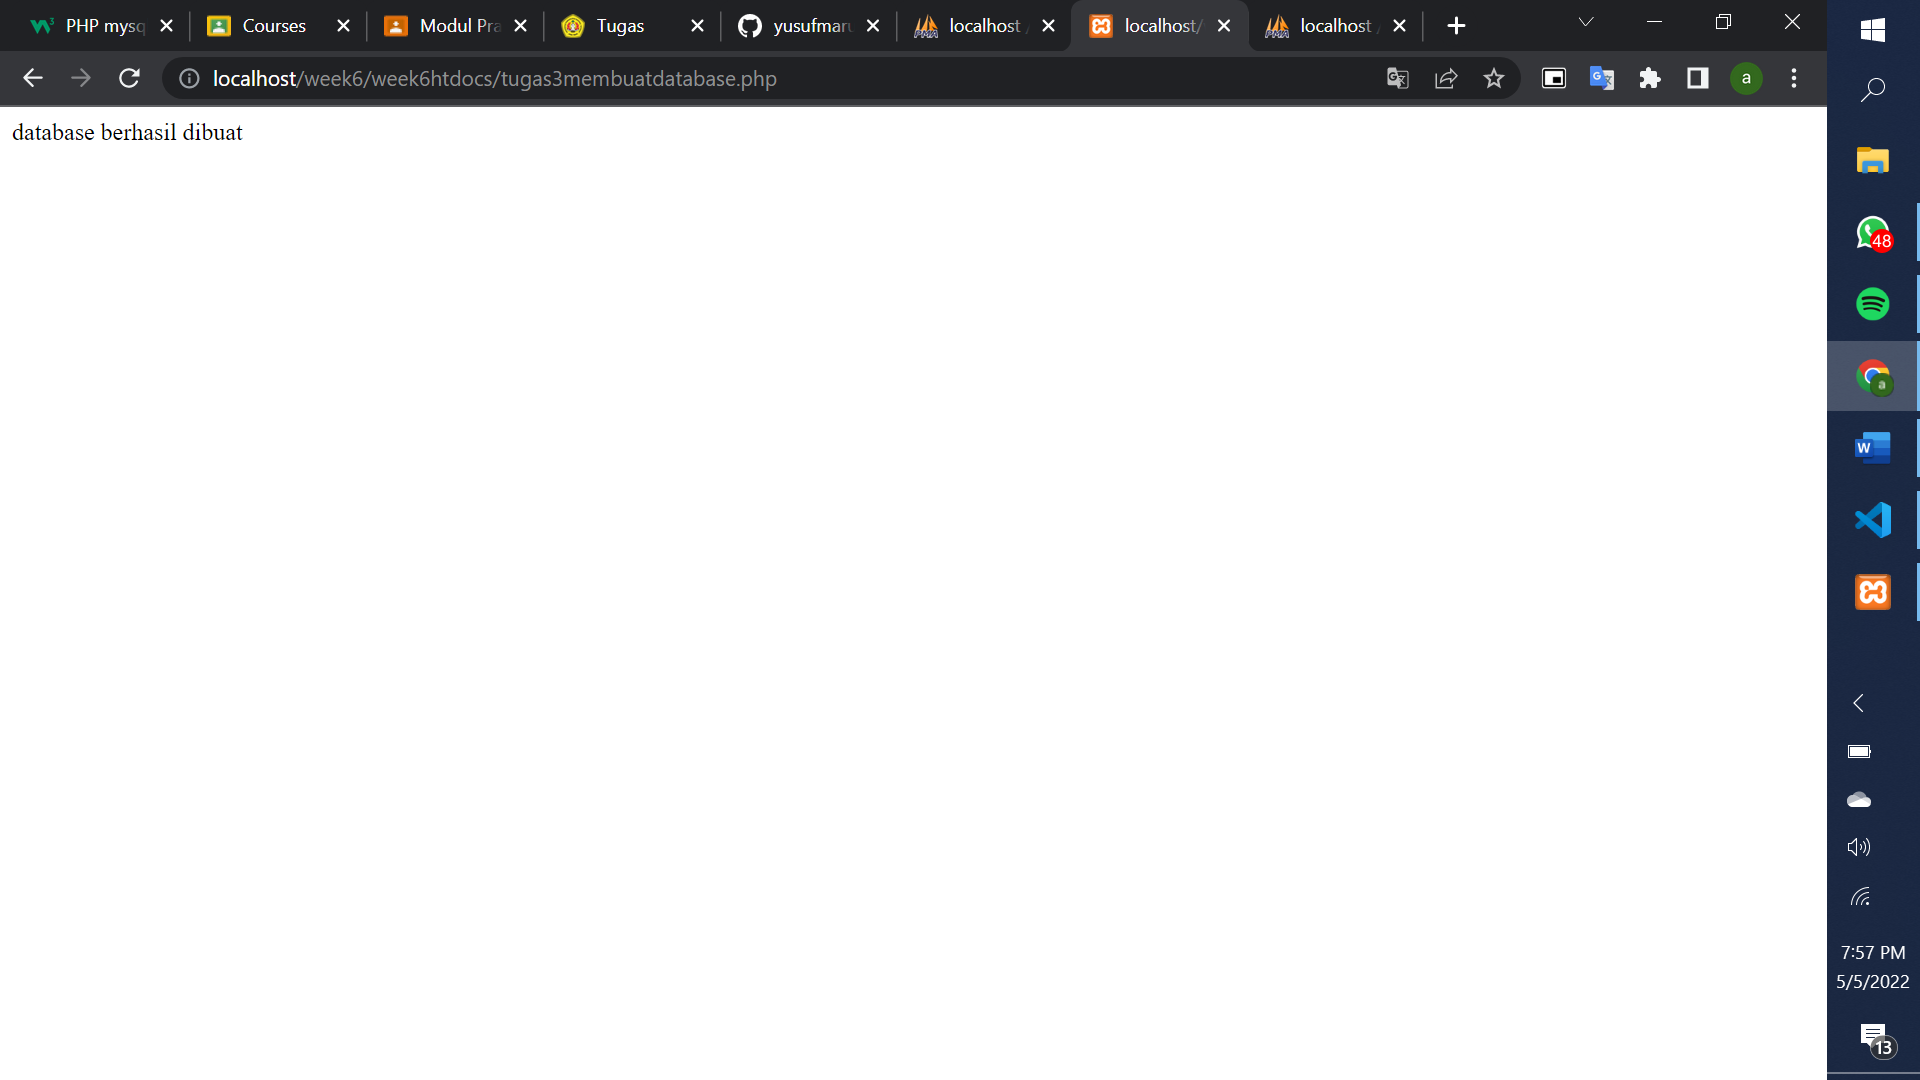 PHP mysq
Courses
Modul Pra
Tugas
yusufmaru
localhost /
localhost/
localhost /
localhost/week6/week6htdocs/tugas3membuatdatabase.php
a
database berhasil dibuat
48
a
W
7:57 PM
5/5/2022
13